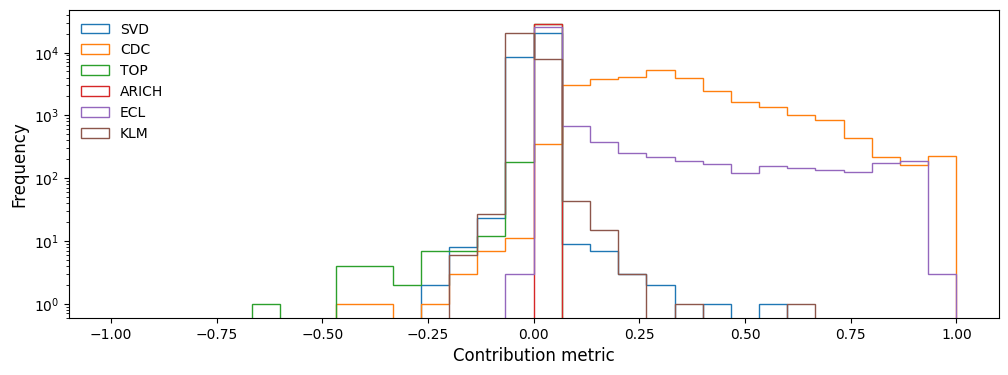 SVD
CDC
TOP
ARICH
ECL
KLM
Frequency
10⁴
10³
10²
10¹
10⁰
−1.00 −0.75 −0.50 −0.25 0.00 0.25 0.50 0.75 1.00
Contribution metric